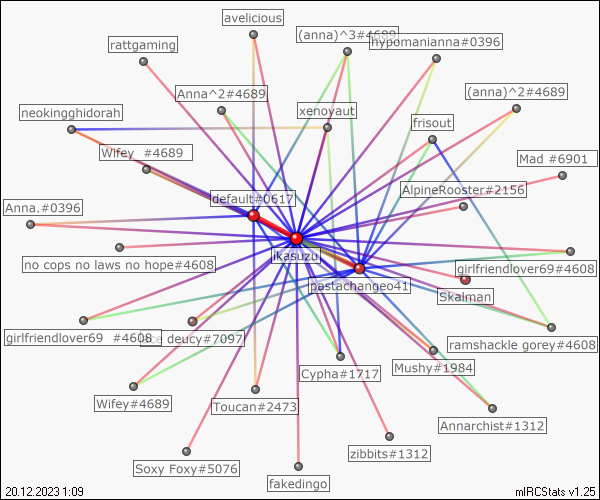 avelicious
(anna)^3#4689
rattgaming
hypomanianna#0396
Anna^2#4689
(anna)^2#4689
neokingghidorah
xenoyaut
frisout
Wifey _#4689
Mad_#6901
AlpineRooster#2156
default#0617
Anna.#0396
ikasuzu
no cops no laws no hope#4608
girlfriendlover69#4608
pastachangeo41
Skalman
girlfriendlover69 _#4608
deucy#7097
ramshackle gorey#4608
Cypha#1717
Mushy#1984
Wifey#4689
Toucan#2473
Annarchist#1312
Soxy Foxy#5076
zibbits#1312
fakedingo
20.12.2023 1:09
mIRCStats v1.25